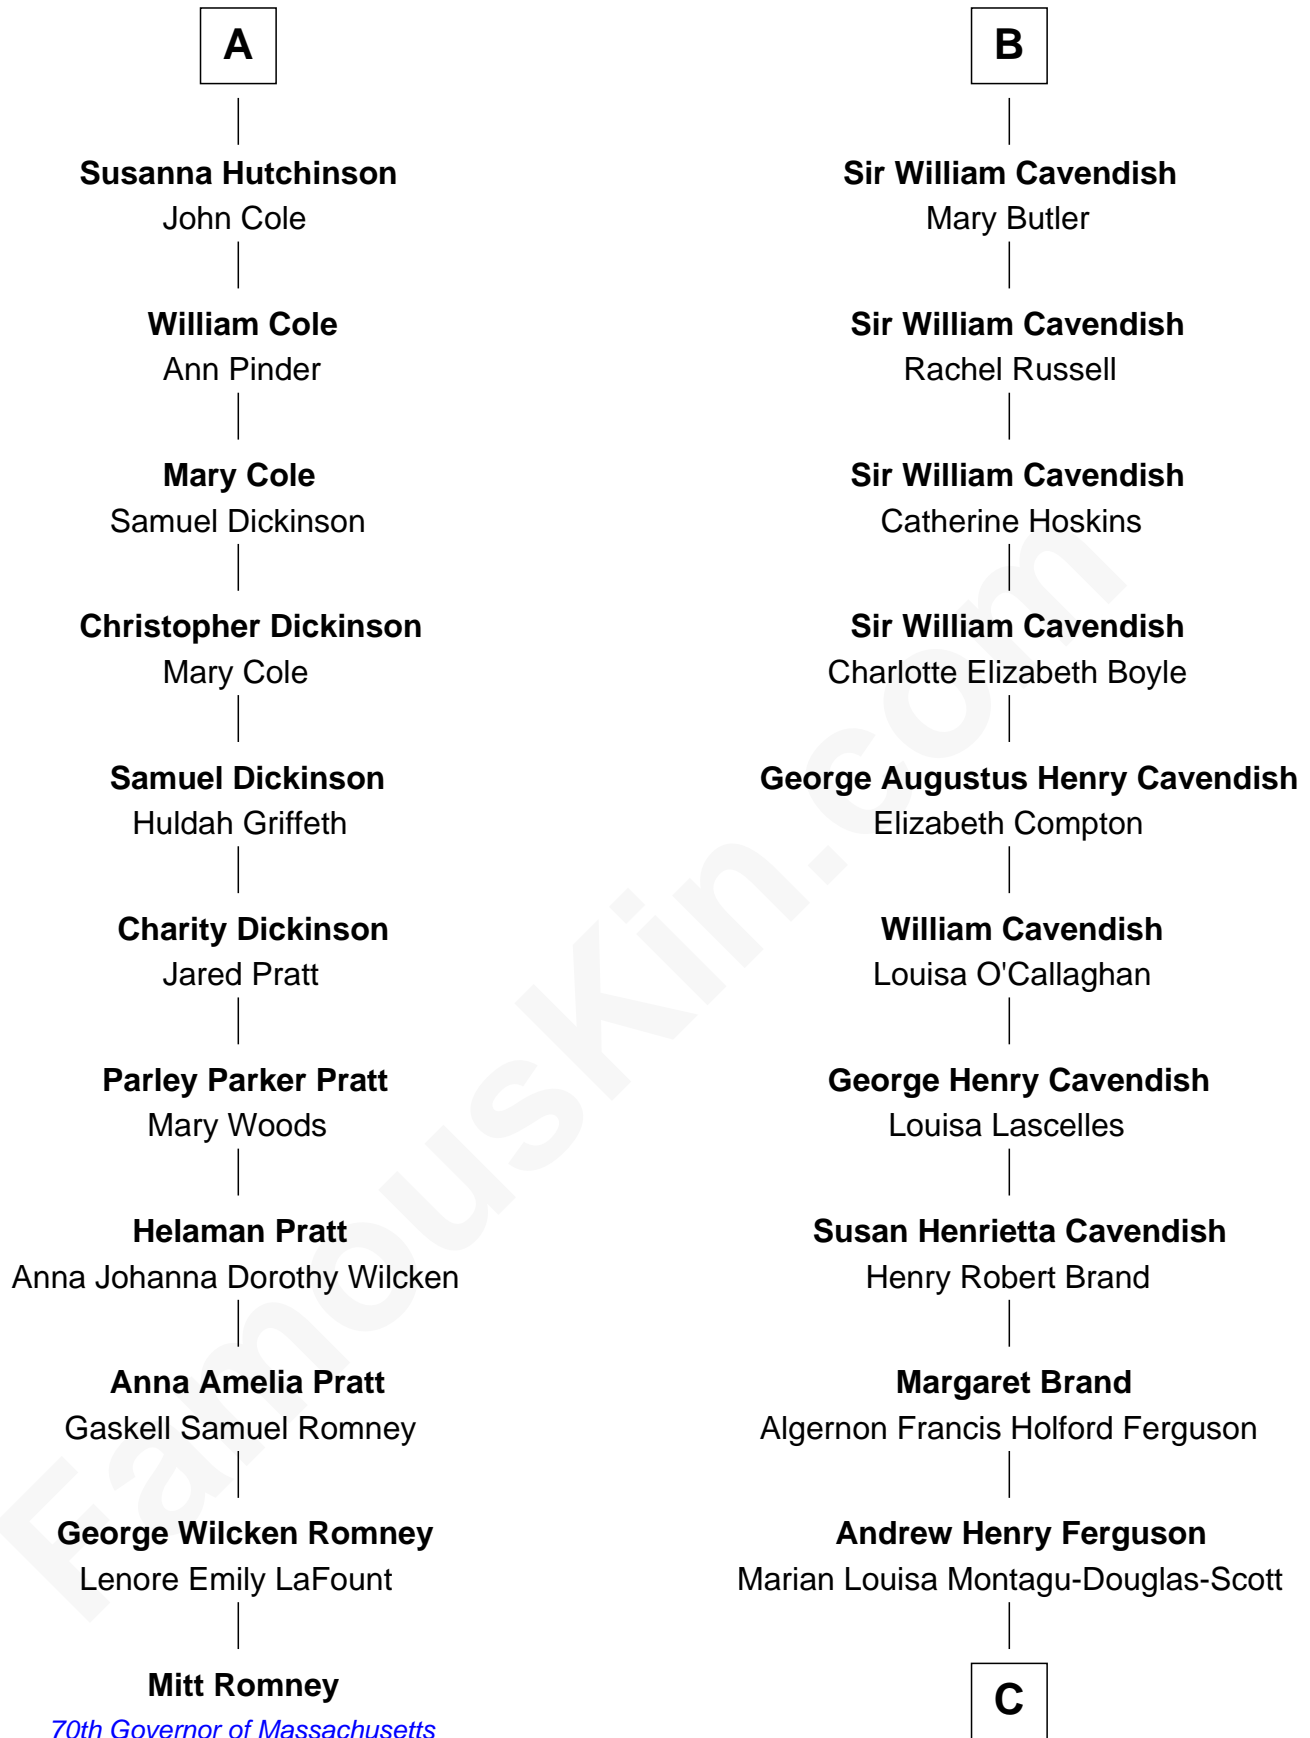 A
Susanna Hutchinson
John Cole
William Cole
Ann Pinder
Mary Cole
Samuel Dickinson
Christopher Dickinson
Mary Cole
Samuel Dickinson
Huldah Griffeth
Charity Dickinson
Jared Pratt
Parley Parker Pratt
Mary Woods
Helaman Pratt
Anna Johanna Dorothy Wilcken
Anna Amelia Pratt
Gaskell Samuel Romney
George Wilcken Romney
Lenore Emily LaFount
Mitt Romney
70th Governor of Massachusetts
B
Sir William Cavendish
Mary Butler
Sir William Cavendish
Rachel Russell
Sir William Cavendish
Catherine Hoskins
Sir William Cavendish
Charlotte Elizabeth Boyle
George Augustus Henry Cavendish
Elizabeth Compton
William Cavendish
Louisa O'Callaghan
George Henry Cavendish
Louisa Lascelles
Susan Henrietta Cavendish
Henry Robert Brand
Margaret Brand
Algernon Francis Holford Ferguson
Andrew Henry Ferguson
Marian Louisa Montagu-Douglas-Scott
C
FamousKin.com